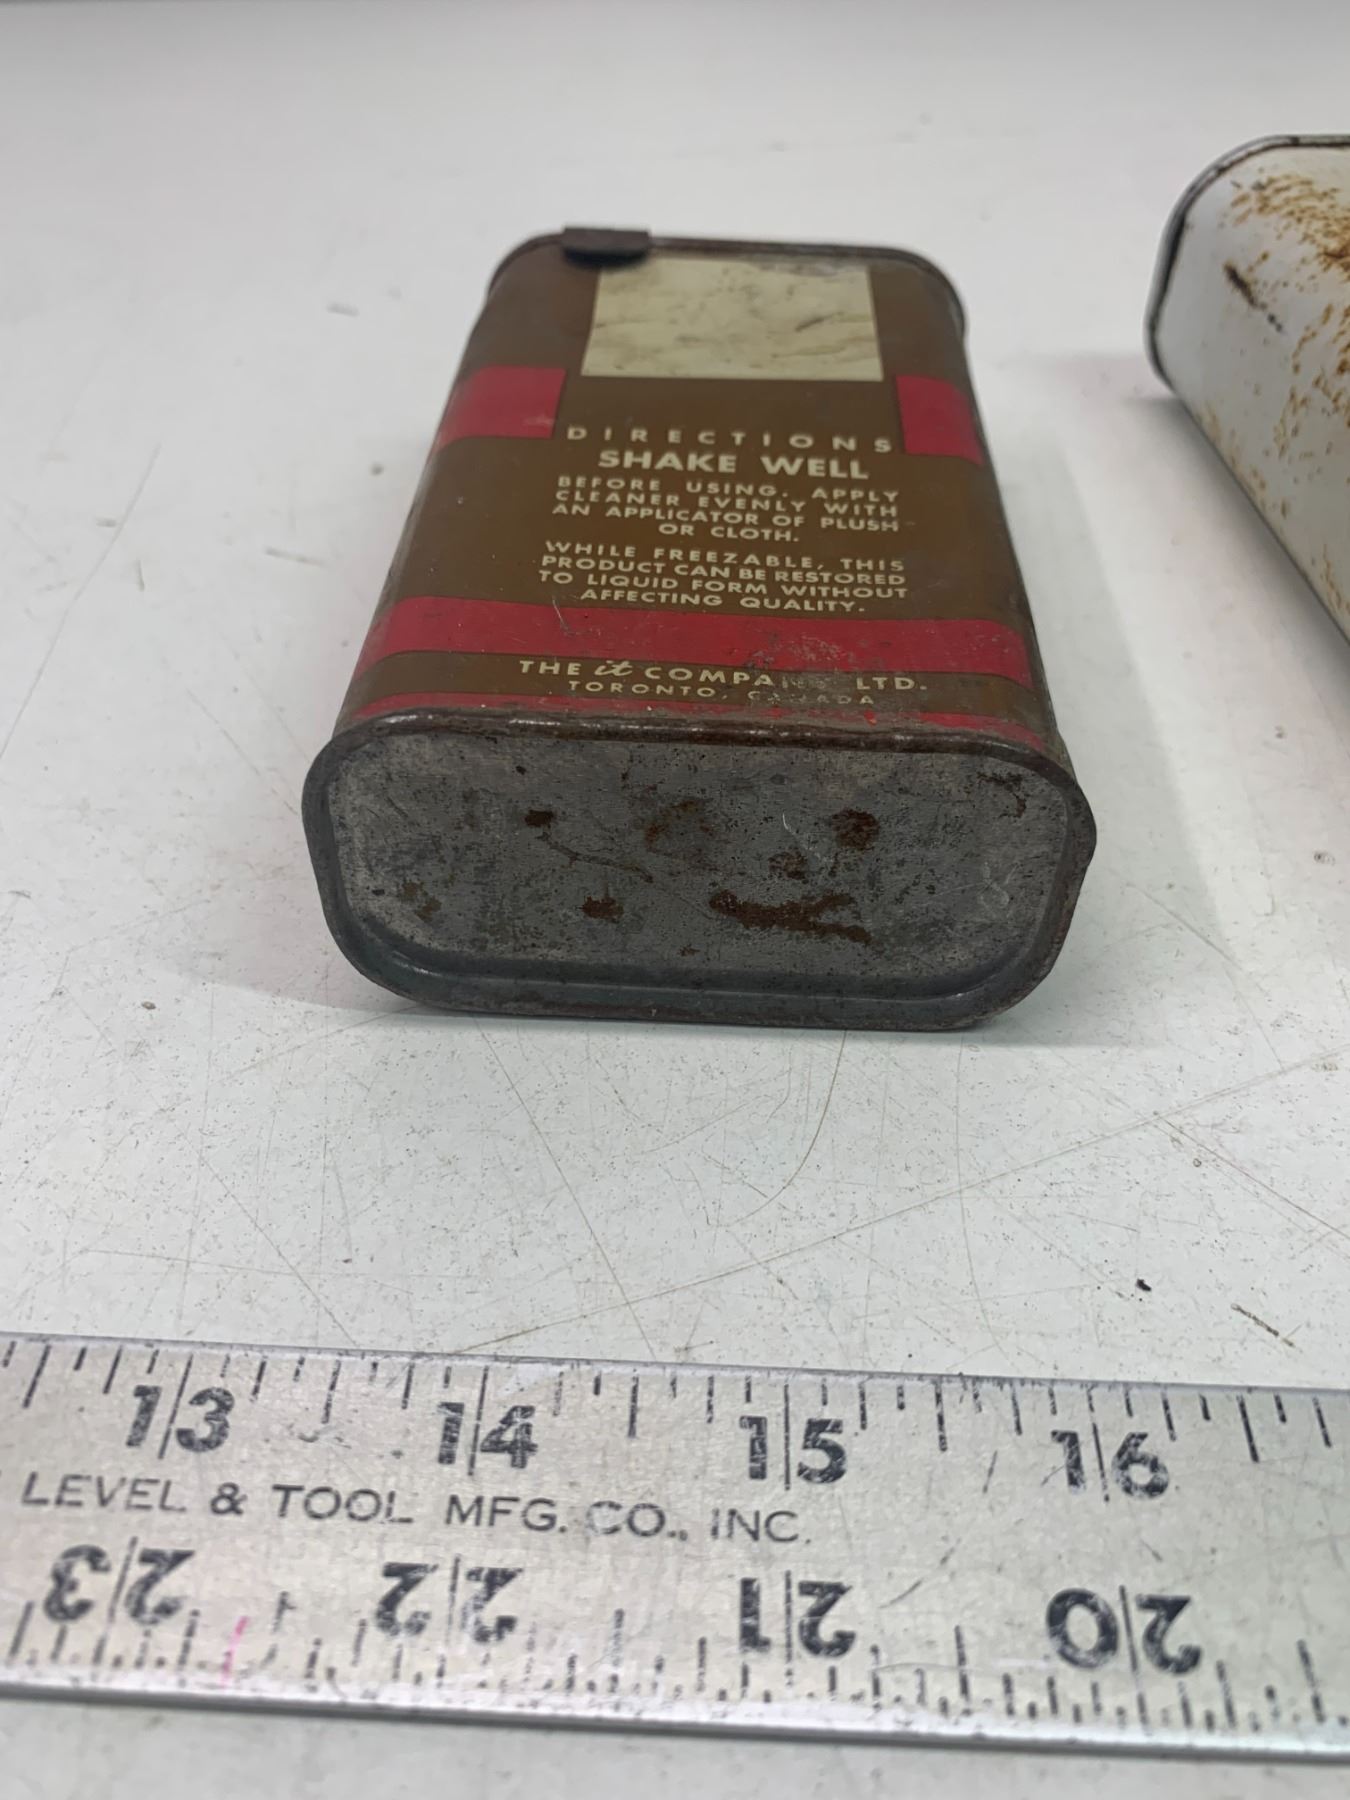 DIRECTIONS
SHAKE WELL
BEFORE USING. APPLY
CLEANER EVENLY WITH
AN APPLICATOR OF PLUSH
OR CLOTH.
WHILE FREEZABLE, THIS
PRODUCT CAN BE RESTORED
TO LIQUID FORM WITHOUT
AFFECTING QUALITY.
THE it COMPANY LTD.
TORONTO, CANADA
13 14 15 16
LEVEL & TOOL MFG. CO., INC.
23 22 21 20